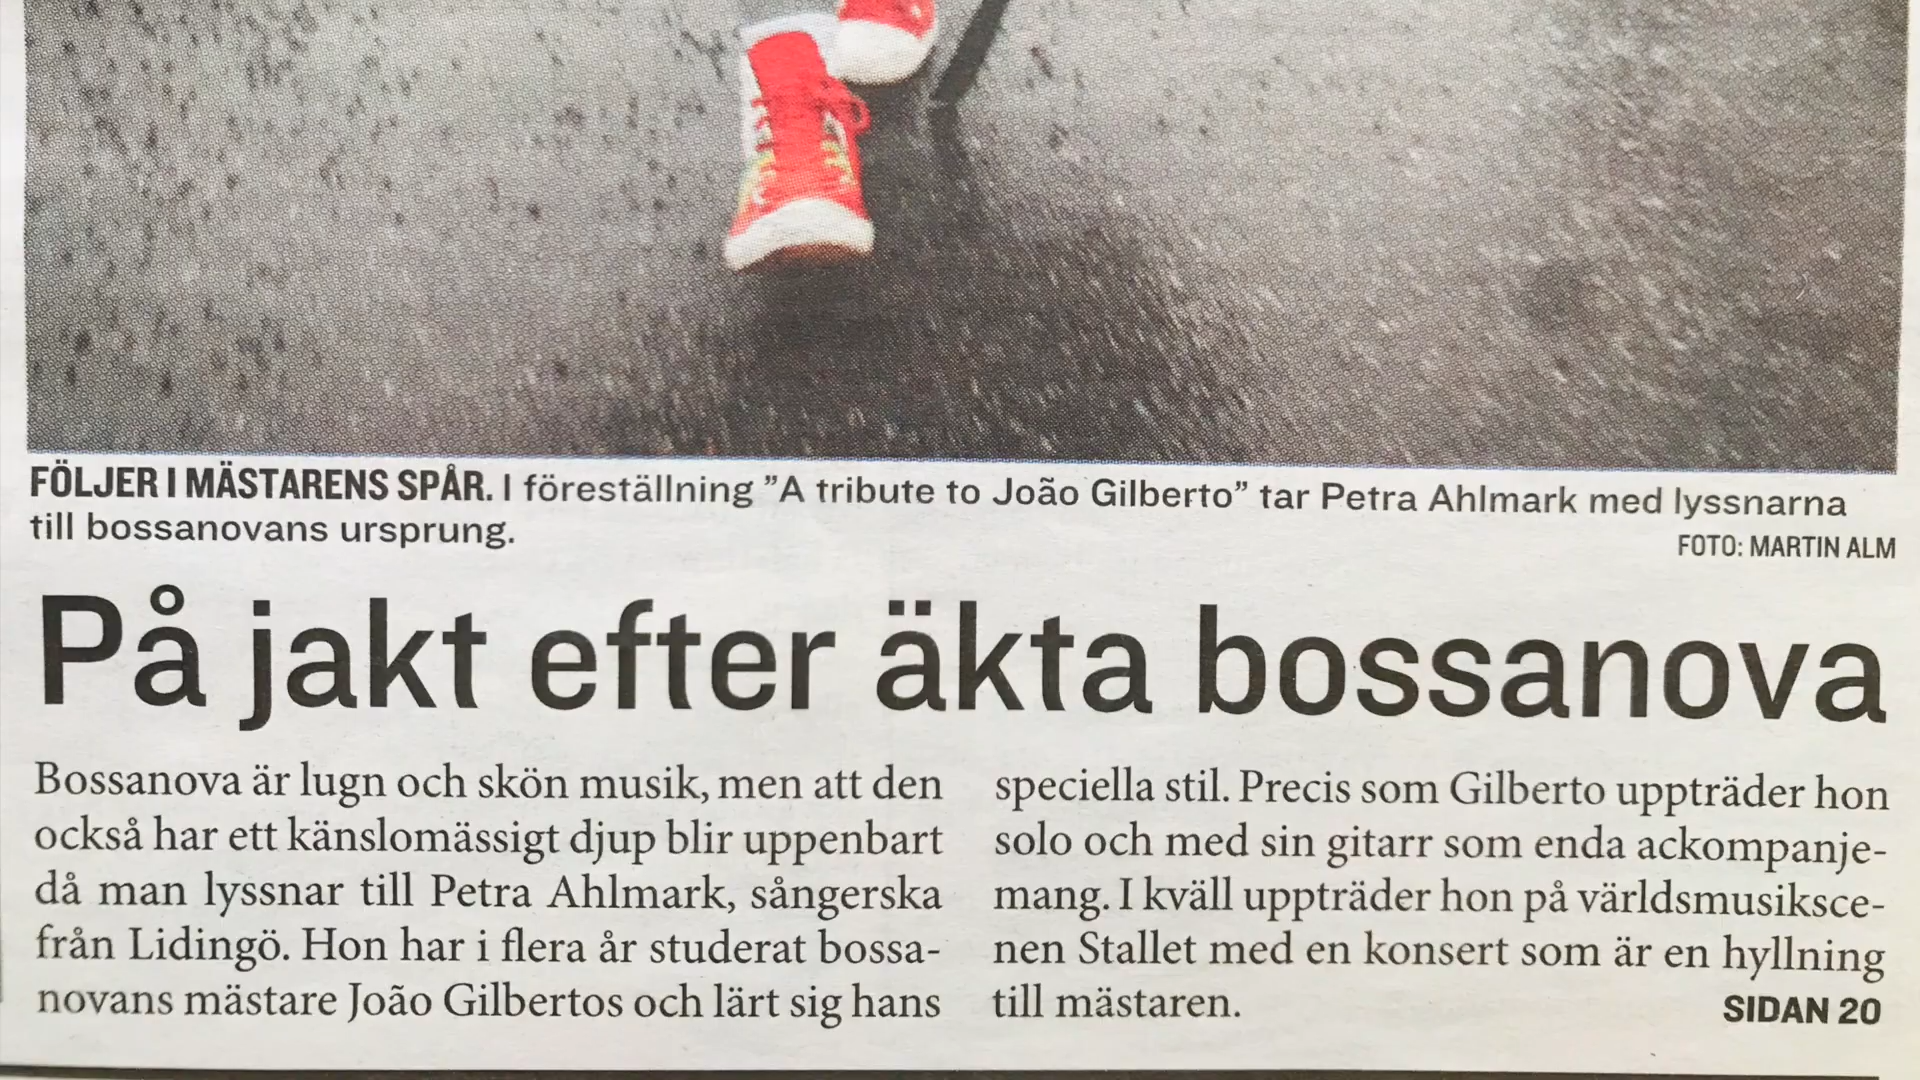 FÖLJER I MÄSTARENS SPÅR. I föreställning ”A tribute to João Gilberto” tar Petra Ahlmark med lyssnarna
till bossanovans ursprung.
FOTO: MARTIN ALM
På jakt efter äkta bossanova
Bossanova är lugn och skön musik, men att den
också har ett känslomässigt djup blir uppenbart
då man lyssnar till Petra Ahlmark, sångerska
från Lidingö. Hon har i flera år studerat bossa-
novans mästare João Gilbertos och lärt sig hans
speciella stil. Precis som Gilberto uppträder hon
solo och med sin gitarr som enda ackompanje-
mang. I kväll uppträder hon på världsmusiksce-
nen Stallet med en konsert som är en hyllning
till mästaren.
SIDAN 20